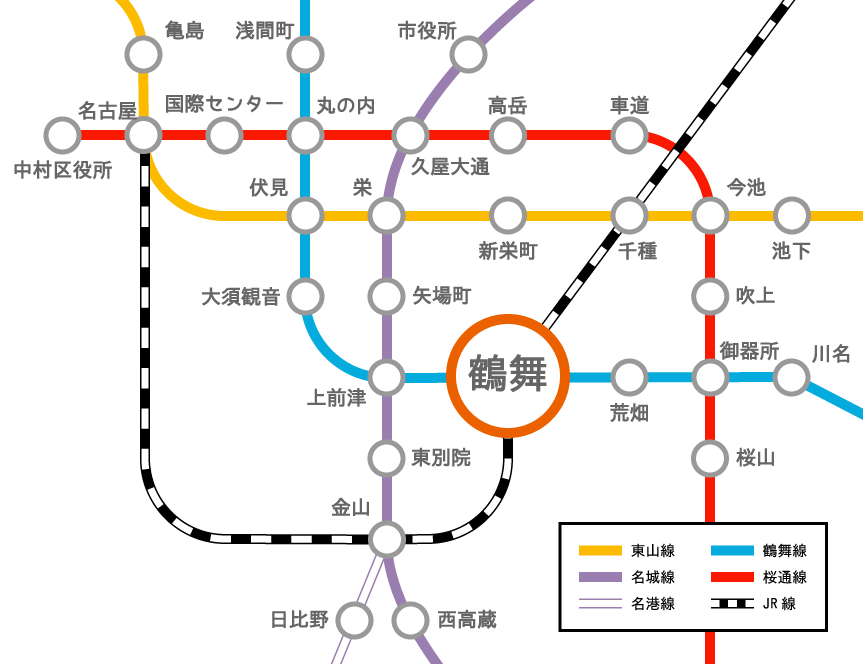 亀島
浅間町
市役所
名古屋
国際センター
丸の内
高岳
車道
中村区役所
久屋大通
伏見
栄
今池
新栄町
千種
池下
大須観音
矢場町
吹上
鶴舞
御器所
川名
上前津
荒畑
東別院
桜山
金山
東山線
鶴舞線
名城線
桜通線
名港線
JR線
日比野
西高蔵